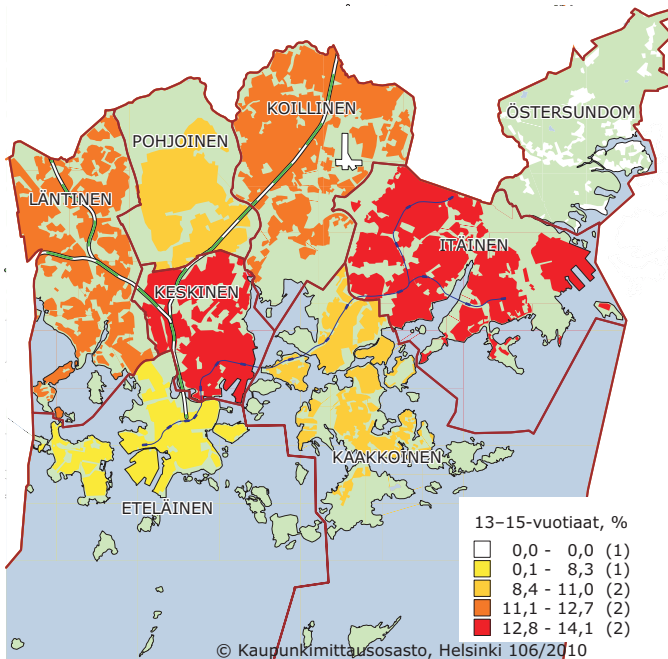 KOILLINEN
ÖSTERSUNDOM
POHJOINEN
LÄNTINEN
ITÄINEN
KESKINEN
KAAKKOINEN
ETELÄINEN
13–15-vuotiaat, %
0,0 - 0,0 (1)
0,1 - 8,3 (1)
8,4 - 11,0 (2)
11,1 - 12,7 (2)
12,8 - 14,1 (2)
© Kaupunkimittausosasto, Helsinki 106/2010